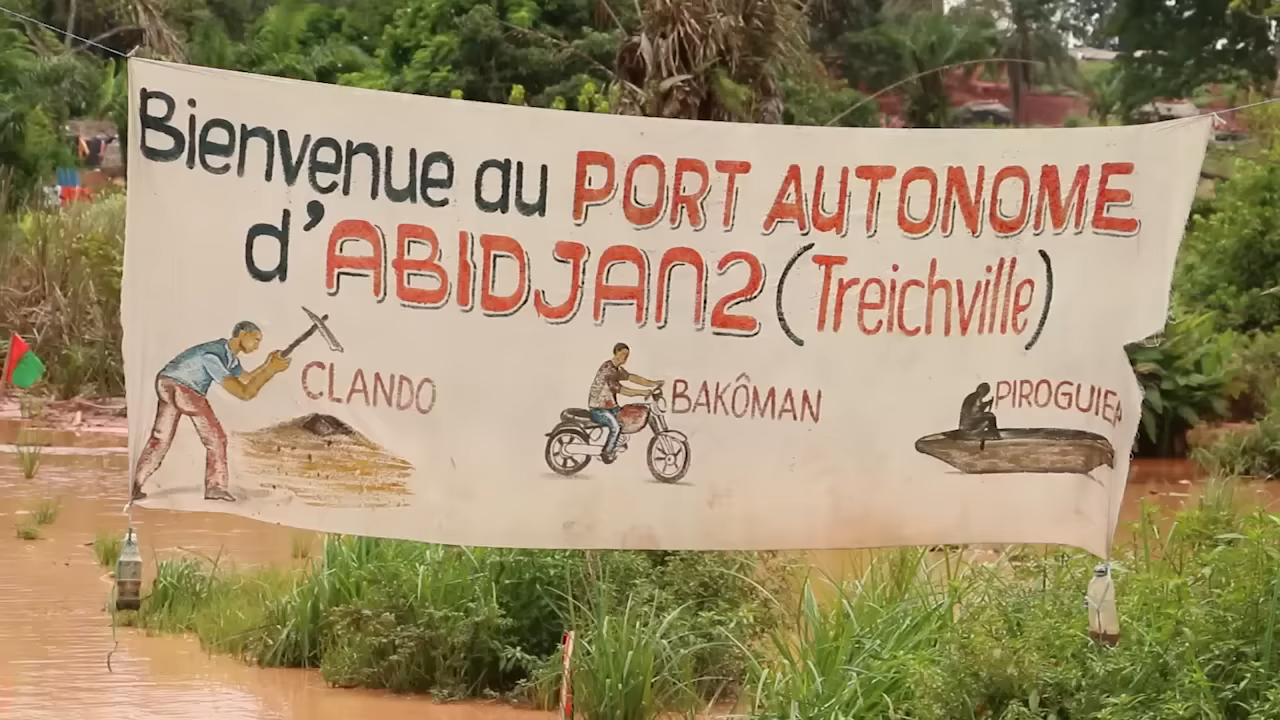 Bienvenue au PORT AUTONOME
d'ABIDJAN2 (Treichville)
CLANDO BAKÔMAN PIROGUIER